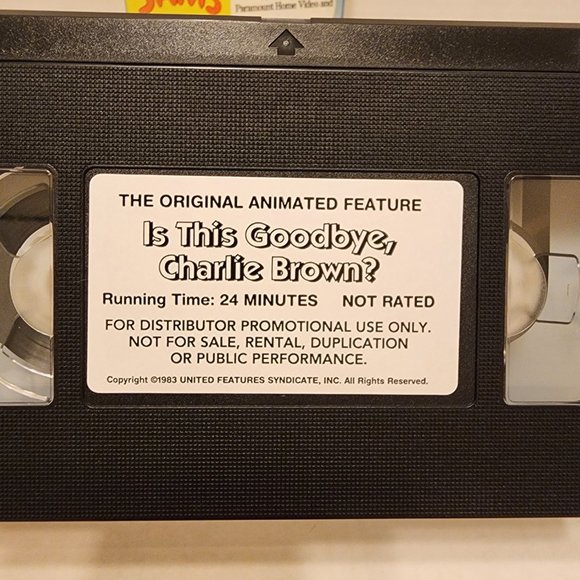 Paramount Home Video and
THE ORIGINAL ANIMATED FEATURE
Is This Goodbye,
Charlie Brown?
Running Time: 24 MINUTES NOT RATED
FOR DISTRIBUTOR PROMOTIONAL USE ONLY.
NOT FOR SALE, RENTAL, DUPLICATION
OR PUBLIC PERFORMANCE.
Copyright ©1983 UNITED FEATURES SYNDICATE, INC. All Rights Reserved.